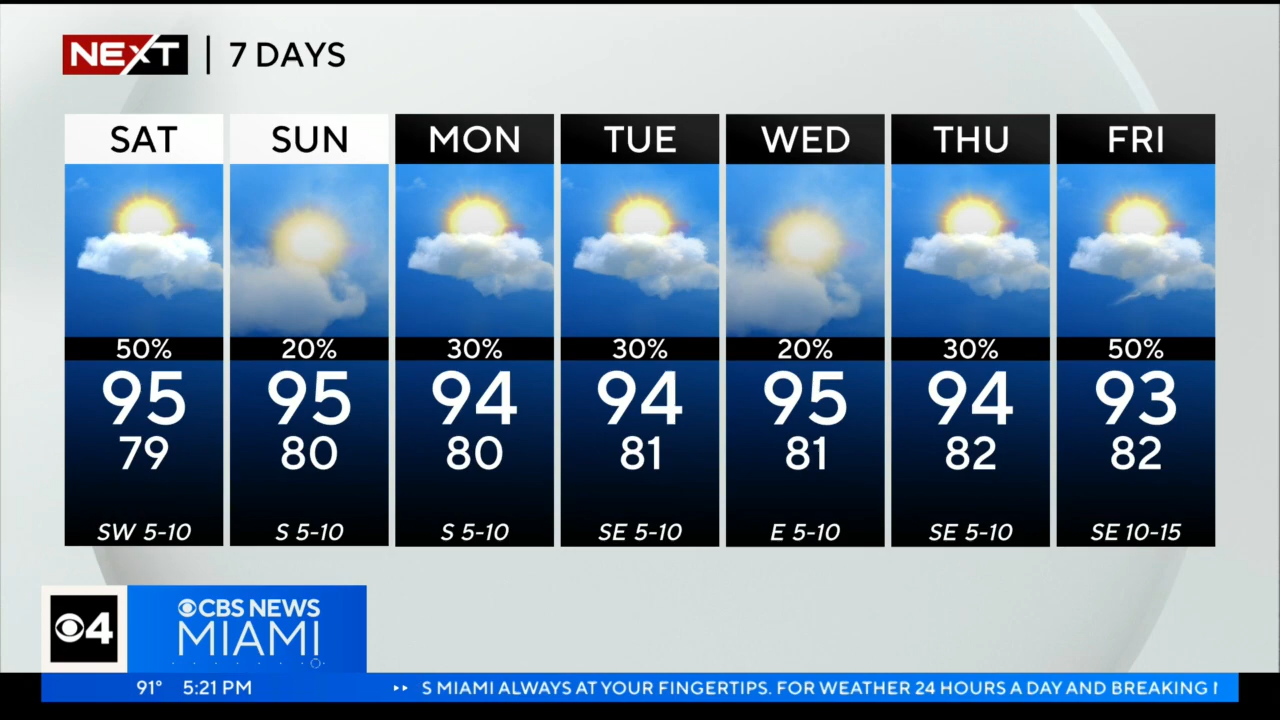 NEXT | 7 DAYS
SAT SUN MON TUE WED THU FRI
50% 20% 30% 30% 20% 30% 50%
95 95 94 94 95 94 93
79 80 80 81 81 82 82
SW 5-10 S 5-10 S 5-10 SE 5-10 E 5-10 SE 5-10 SE 10-15
4 CBS NEWS
MIAMI
91° 5:21 PM S MIAMI ALWAYS AT YOUR FINGERTIPS. FOR WEATHER 24 HOURS A DAY AND BREAKING